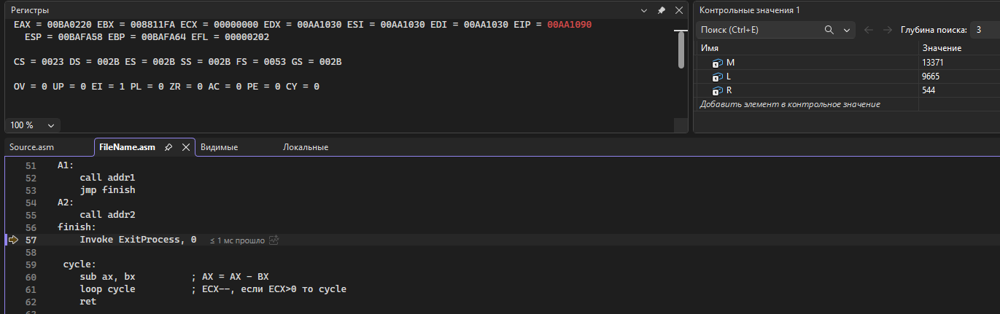 Регистры
EAX = 00BA0220 EBX = 008811FA ECX = 00000000 EDX = 00AA1030 ESI = 00AA1030 EDI = 00AA1030 EIP = 00AA1090
ESP = 00BAFA58 EBP = 00BAFA64 EFL = 00000202
CS = 0023 DS = 002B ES = 002B SS = 002B FS = 0053 GS = 002B
OV = 0 UP = 0 EI = 1 PL = 0 ZR = 0 AC = 0 PE = 0 CY = 0
100 %
Контрольные значения 1
Поиск (Ctrl+E) Глубина поиска: 3
Имя Значение
M 13371
L 9665
R 544
Добавить элемент в контрольное значение
Source.asm FileName.asm Видимые Локальные
51 A1:
52 call addr1
53 jmp finish
54 A2:
55 call addr2
56 finish:
57 Invoke ExitProcess, 0 ≤ 1 мс прошло
58
59 cycle:
60 sub ax, bx ; AX = AX - BX
61 loop cycle ; ECX--, если ECX>0 то cycle
62 ret